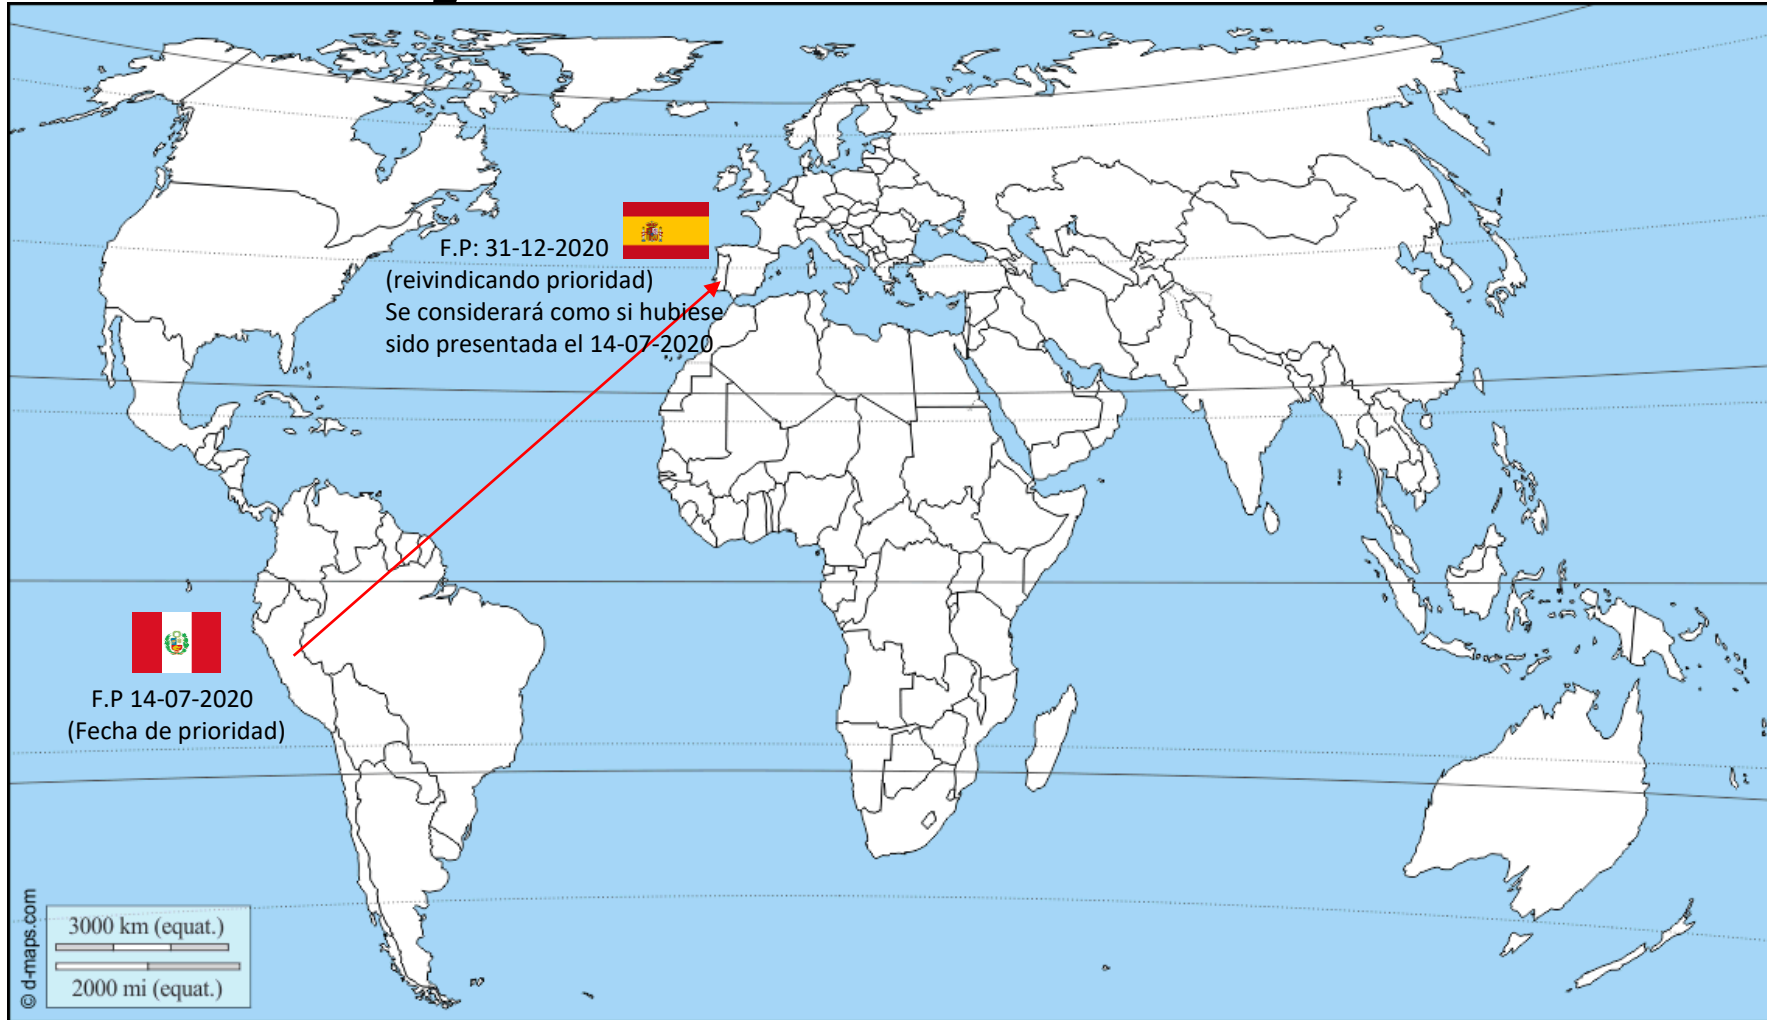 F.P: 31-12-2020
(reivindicando prioridad)
Se considerará como si hubiese
sido presentada el 14-07-2020
F.P 14-07-2020
(Fecha de prioridad)
3000 km (equat.)
2000 mi (equat.)
© d-maps.com